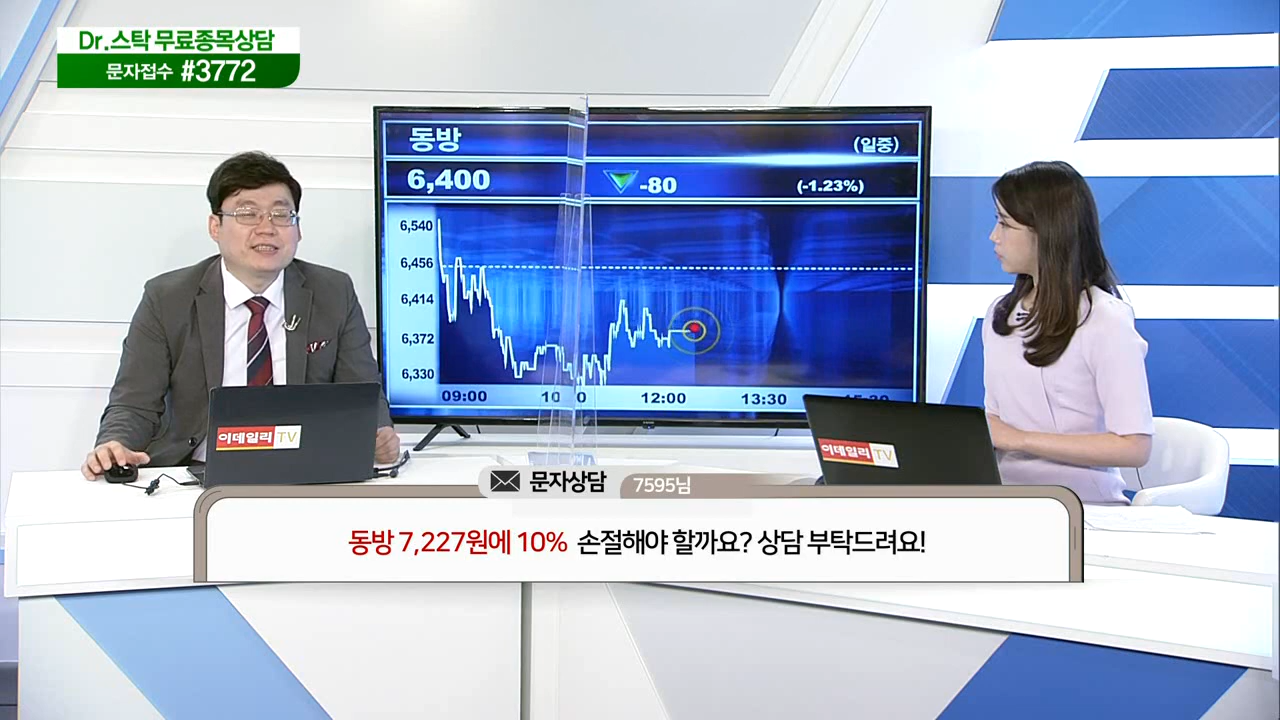 Dr.스탁 무료종목상담
문자접수 #3772
동방
(일중)
6,400
-80
(-1.23%)
6,540
6,456
6,414
6,372
6,330
09:00
12:00
13:30
이데일리TV
이데일리TV
문자상담
7595님
동방 7,227원에 10% 손절해야 할까요? 상담 부탁드려요!